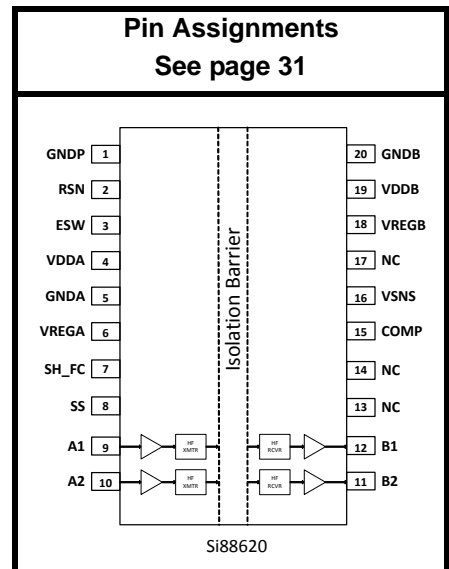 Pin Assignments
See page 31
GNDP 1
RSN 2
ESW 3
VDDA 4
GNDA 5
VREGA 6
SH_FC 7
SS 8
A1 9
A2 10
HF
XMTR
HF
XMTR
Isolation Barrier
HF
RCVR
HF
RCVR
20 GNDB
19 VDDB
18 VREGB
17 NC
16 VSNS
15 COMP
14 NC
13 NC
12 B1
11 B2
Si88620